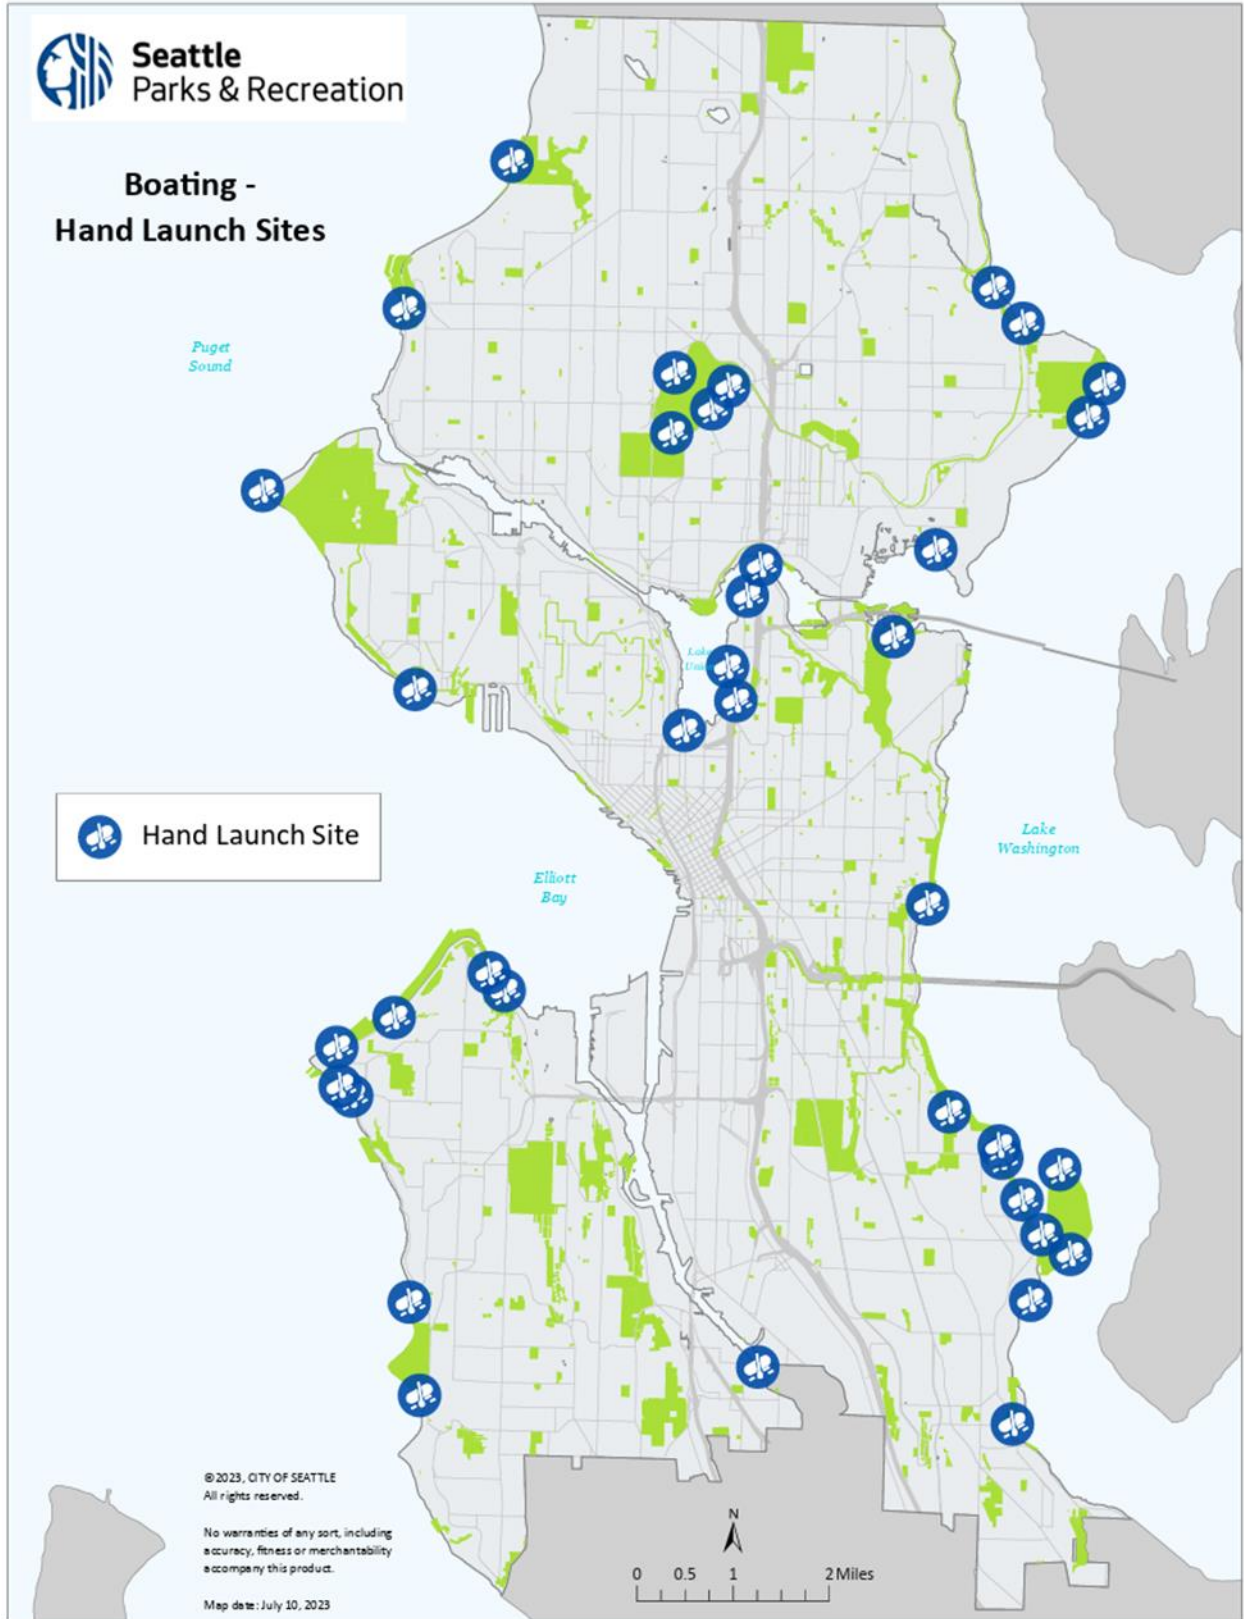 Seattle
Parks & Recreation
Boating -
Hand Launch Sites
Puget
Sound
Lake
Union
Hand Launch Site
Lake
Washington
Elliott
Bay
©2023, CITY OF SEATTLE
All rights reserved.
No warranties of any sort, including
accuracy, fitness or merchantability
accompany this product.
Map date: July 10, 2023
N
0 0.5 1 2 Miles